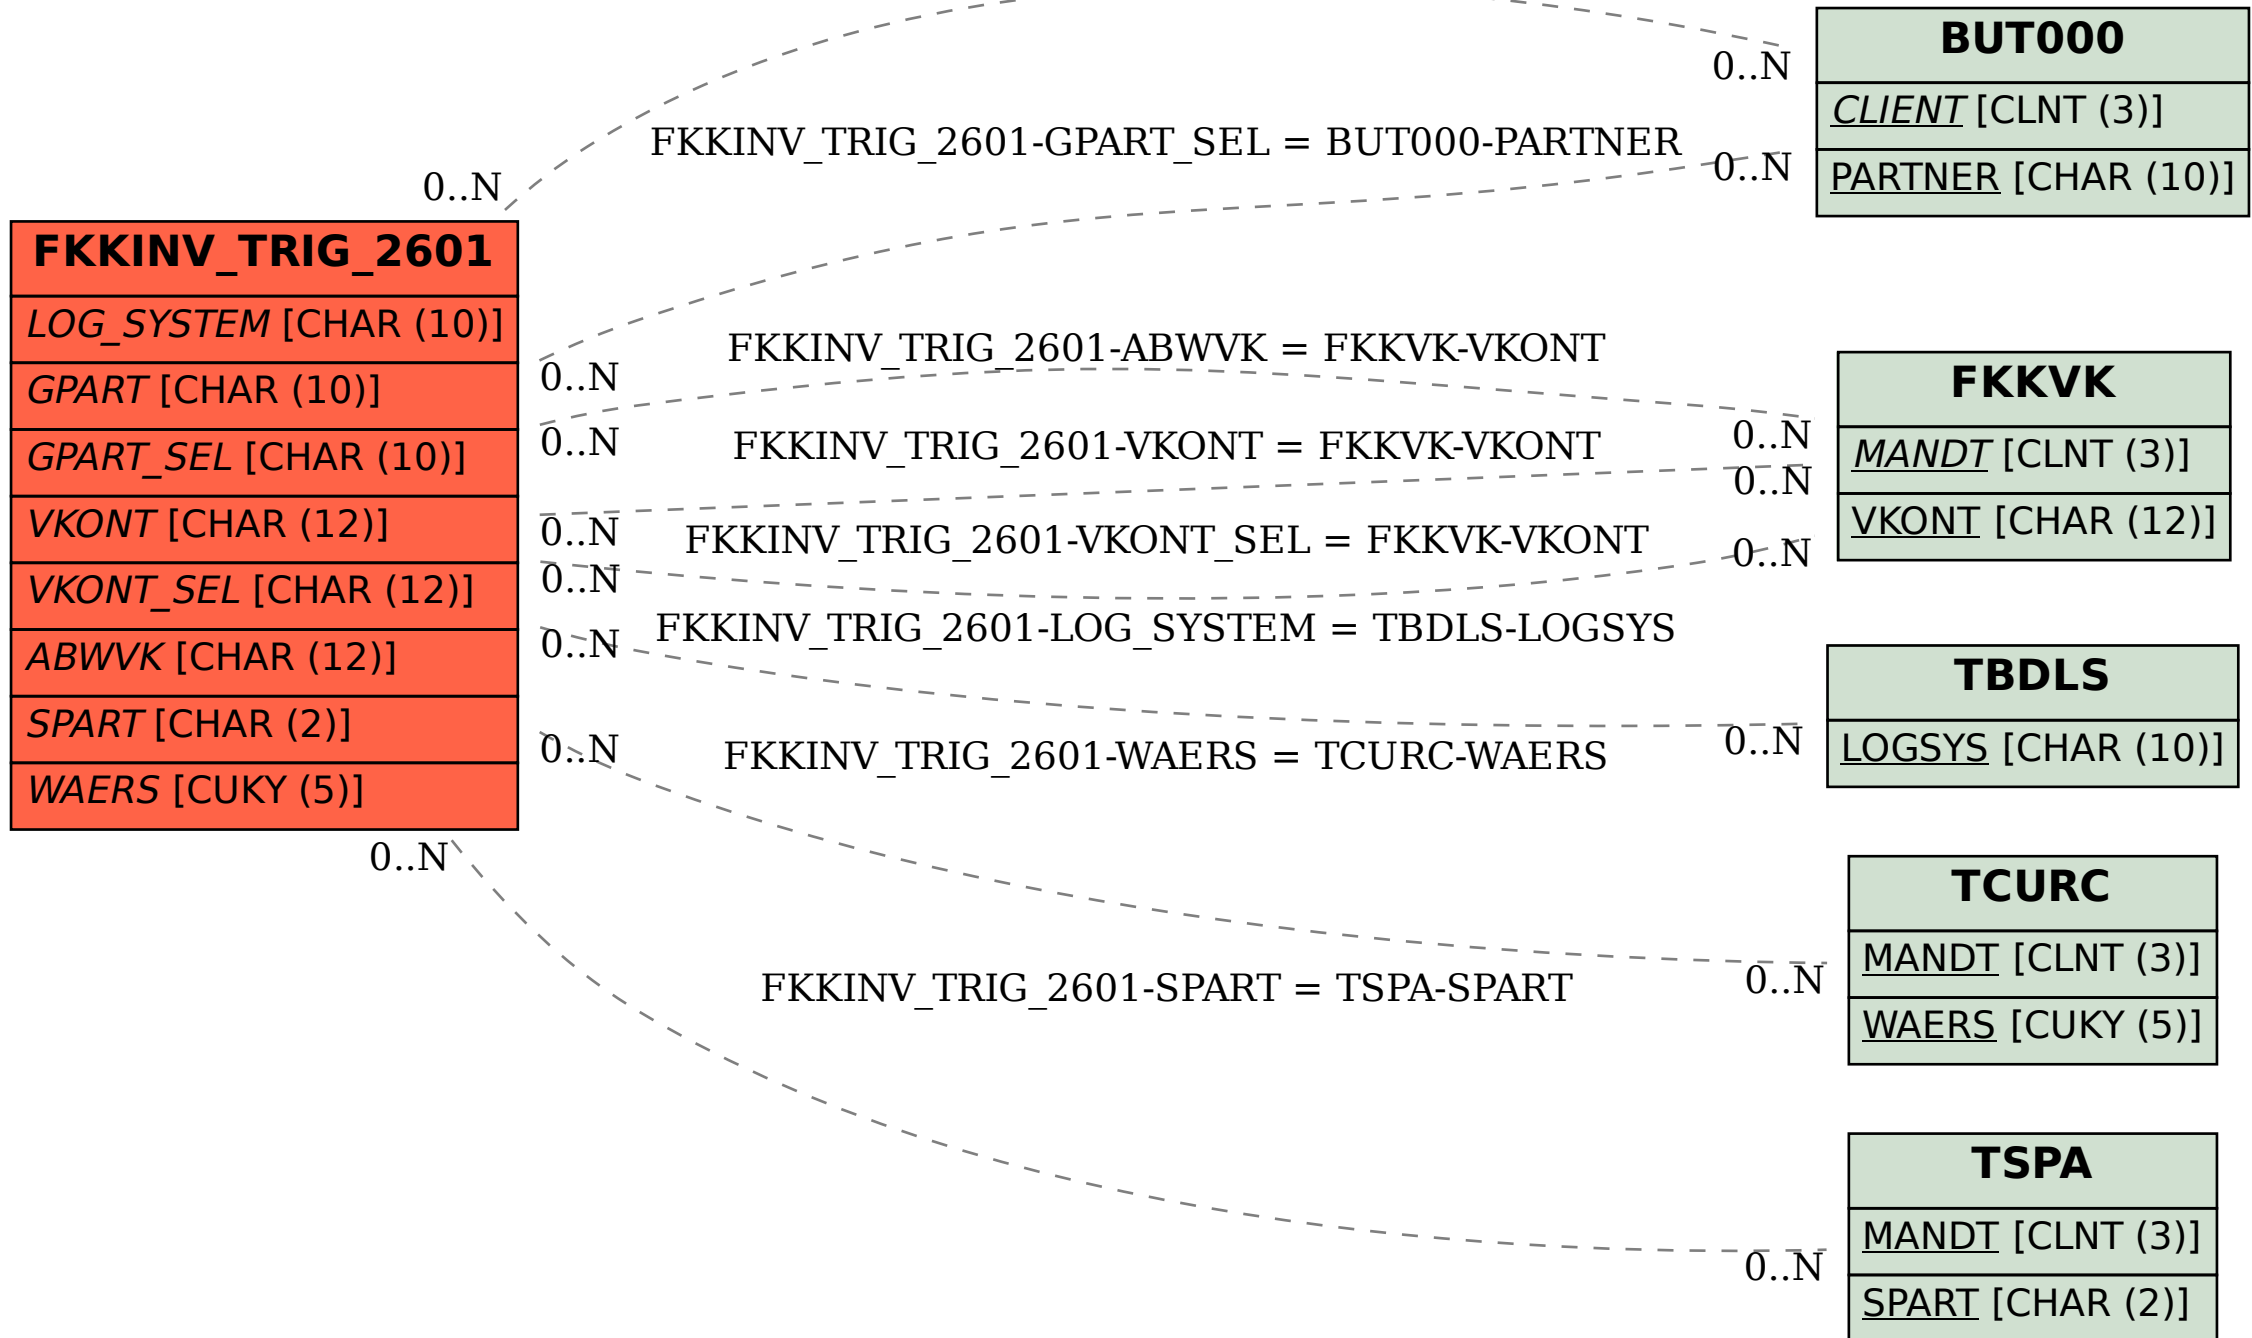 FKKINV_TRIG_2601
LOG_SYSTEM [CHAR (10)]
GPART [CHAR (10)]
GPART_SEL [CHAR (10)]
VKONT [CHAR (12)]
VKONT_SEL [CHAR (12)]
ABWVK [CHAR (12)]
SPART [CHAR (2)]
WAERS [CUKY (5)]
0..N
0..N
0..N
0..N
0..N
0..N
0..N
0..N
FKKINV_TRIG_2601-GPART_SEL = BUT000-PARTNER
FKKINV_TRIG_2601-ABWVK = FKKVK-VKONT
FKKINV_TRIG_2601-VKONT = FKKVK-VKONT
FKKINV_TRIG_2601-VKONT_SEL = FKKVK-VKONT
FKKINV_TRIG_2601-LOG_SYSTEM = TBDLS-LOGSYS
FKKINV_TRIG_2601-WAERS = TCURC-WAERS
FKKINV_TRIG_2601-SPART = TSPA-SPART
0..N
0..N
0..N
0..N
0..N
0..N
0..N
0..N
BUT000
CLIENT [CLNT (3)]
PARTNER [CHAR (10)]
FKKVK
MANDT [CLNT (3)]
VKONT [CHAR (12)]
TBDLS
LOGSYS [CHAR (10)]
TCURC
MANDT [CLNT (3)]
WAERS [CUKY (5)]
TSPA
MANDT [CLNT (3)]
SPART [CHAR (2)]